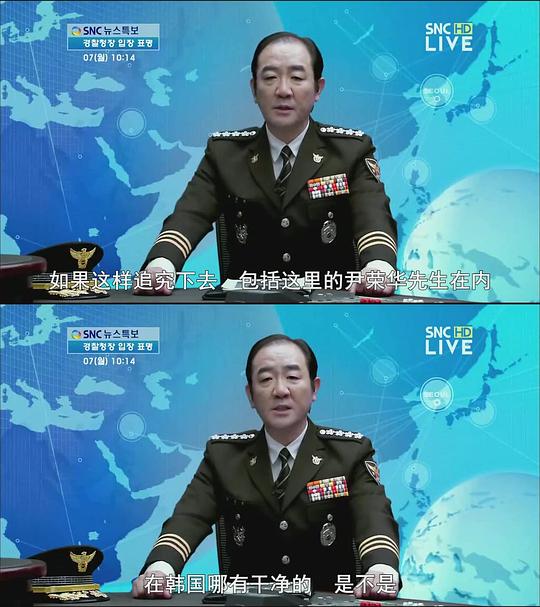 SNC 뉴스특보
경찰청장 입장 표명
07(월) 10:14
SNC HD
LIVE
SEOUL
如果这样追究下去 包括这里的尹荣华先生在内
SNC 뉴스특보
경찰청장 입장 표명
07(월) 10:14
SNC HD
LIVE
SEOUL
在韩国哪有干净的 是不是